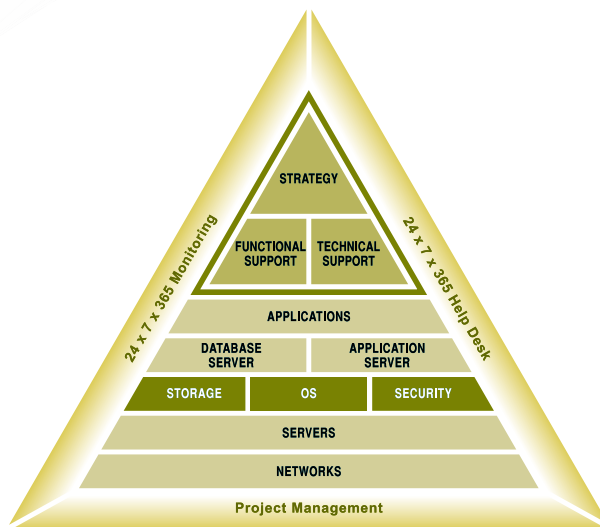 STRATEGY
FUNCTIONAL
SUPPORT
TECHNICAL
SUPPORT
24 x 7 x 365 Monitoring
24 x 7 x 365 Help Desk
APPLICATIONS
DATABASE
SERVER
APPLICATION
SERVER
STORAGE
OS
SECURITY
SERVERS
NETWORKS
Project Management